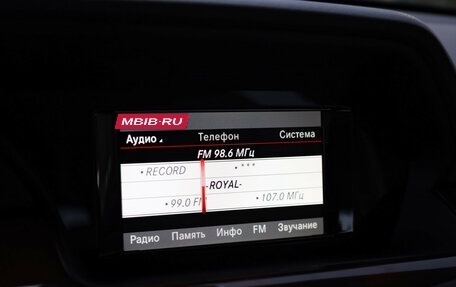 MBIB-RU
Аудио Телефон Система
FM 98.6 МГц
• RECORD • ***
-ROYAL-
• 99.0 FM • 107.0 МГц
Радио Память Инфо FM Звучание